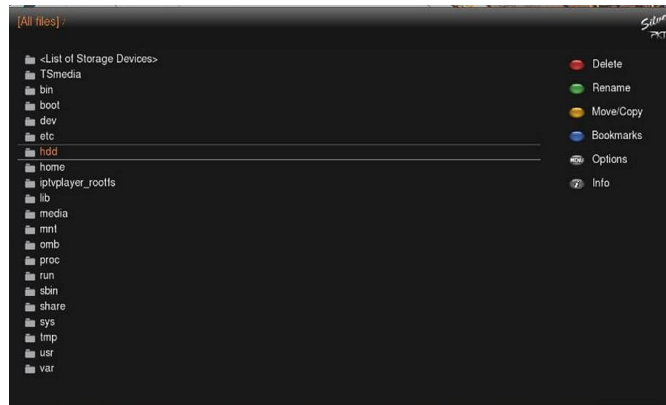 [All files] /
<List of Storage Devices>
TSmedia
bin
boot
dev
etc
hdd
home
iptvplayer_rootfs
lib
media
mnt
omb
proc
run
sbin
share
sys
tmp
usr
var
Delete
Rename
Move/Copy
Bookmarks
MENU Options
i Info